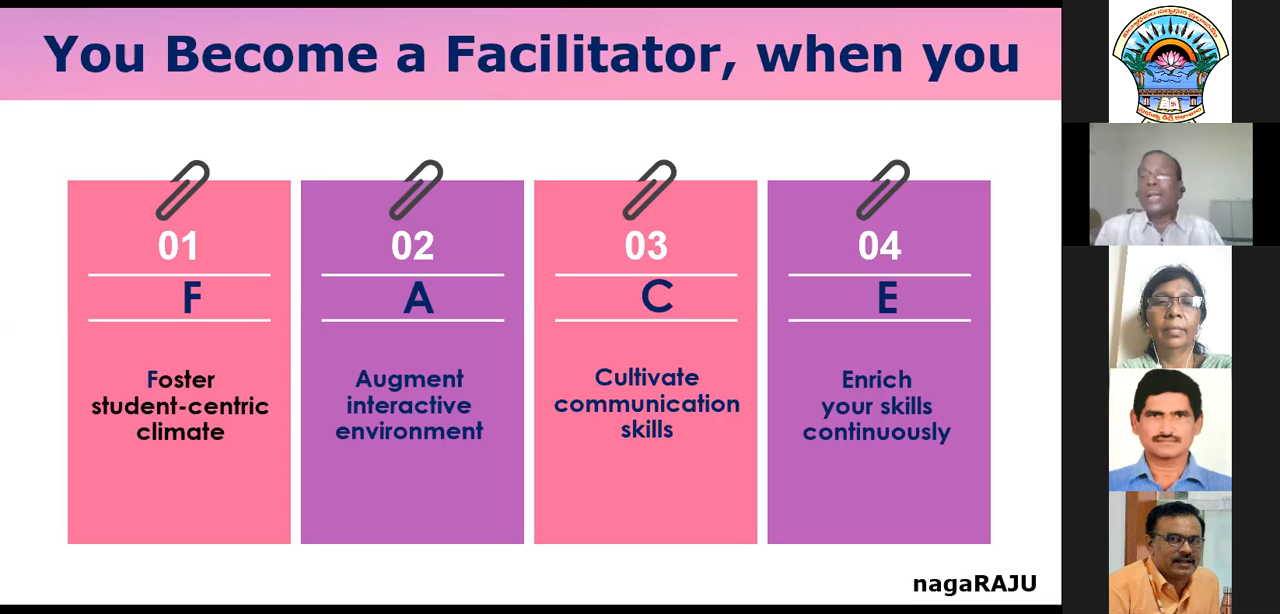 You Become a Facilitator, when you
01
F
Foster
student-centric
climate
02
A
Augment
interactive
environment
03
C
Cultivate
communication
skills
04
E
Enrich
your skills
continuously
nagaRAJU